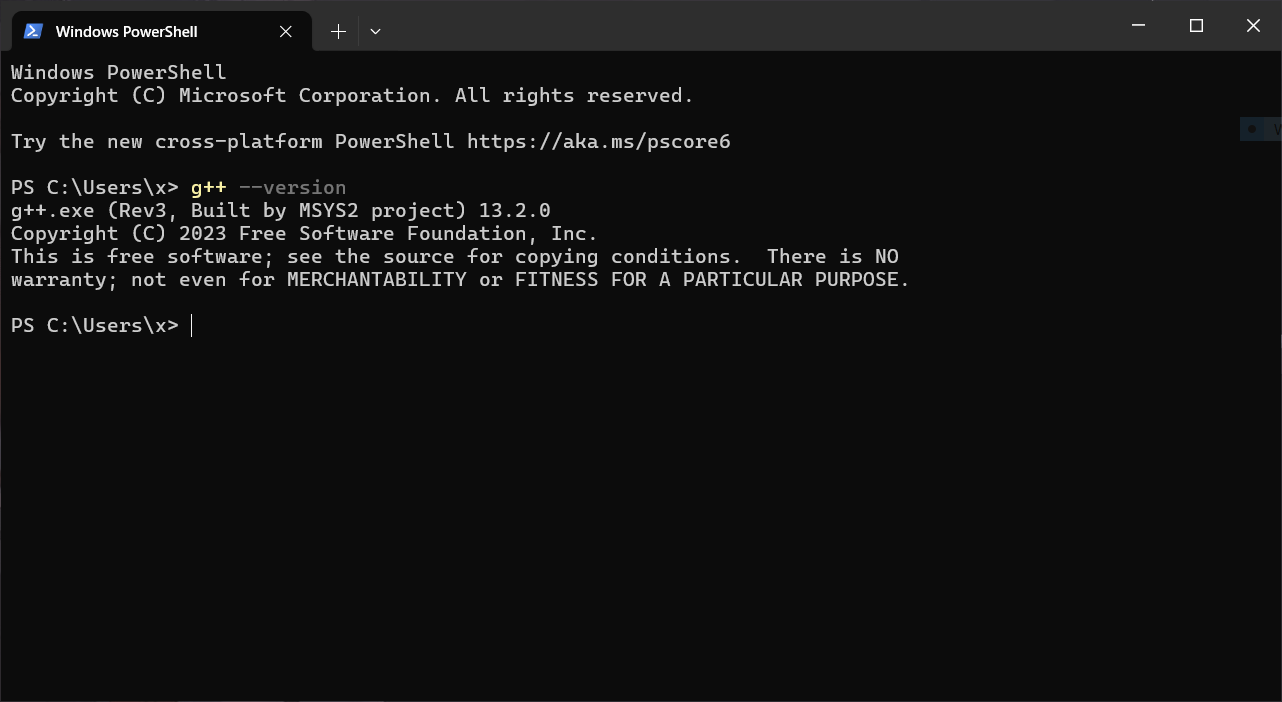 Windows PowerShell
Windows PowerShell
Copyright (C) Microsoft Corporation. All rights reserved.
Try the new cross-platform PowerShell https://aka.ms/pscore6
PS C:\Users\x> g++ --version
g++.exe (Rev3, Built by MSYS2 project) 13.2.0
Copyright (C) 2023 Free Software Foundation, Inc.
This is free software; see the source for copying conditions.  There is NO
warranty; not even for MERCHANTABILITY or FITNESS FOR A PARTICULAR PURPOSE.
PS C:\Users\x>